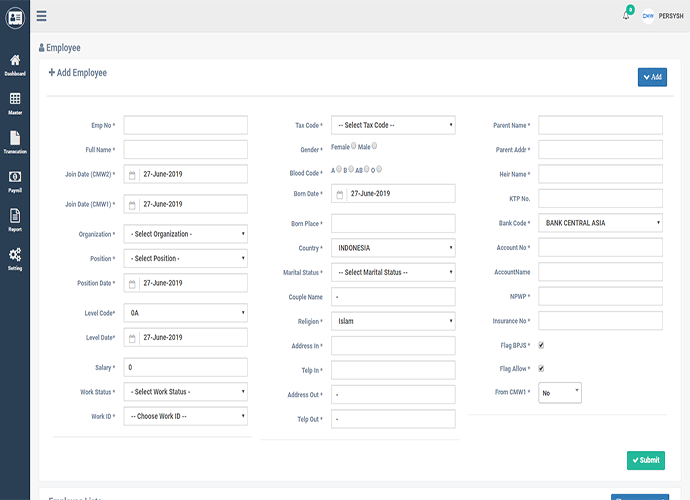 0
CMW PERSYSH
Employee
Add Employee
Add
Dashboard
Master
Transcation
Payroll
Report
Setting
Emp No *
Full Name *
Join Date (CMW2) * 27-June-2019
Join Date (CMW1) * 27-June-2019
Organization * - Select Organization -
Position * - Select Position -
Position Date * 27-June-2019
Level Code* 0A
Level Date* 27-June-2019
Salary * 0
Work Status * - Select Work Status -
Work ID * -- Choose Work ID --
Tax Code * -- Select Tax Code --
Gender * Female Male
Blood Code * A B AB O
Born Date * 27-June-2019
Born Place *
Country * INDONESIA
Marital Status * -- Select Marital Status --
Couple Name -
Religion * Islam
Address In *
Telp In *
Address Out * -
Telp Out * -
Parent Name *
Parent Addr *
Heir Name *
KTP No.
Bank Code * BANK CENTRAL ASIA
Account No *
AccountName
NPWP *
Insurance No *
Flag BPJS *
Flag Allow *
From CMW1 * No
Submit
Employee Lists